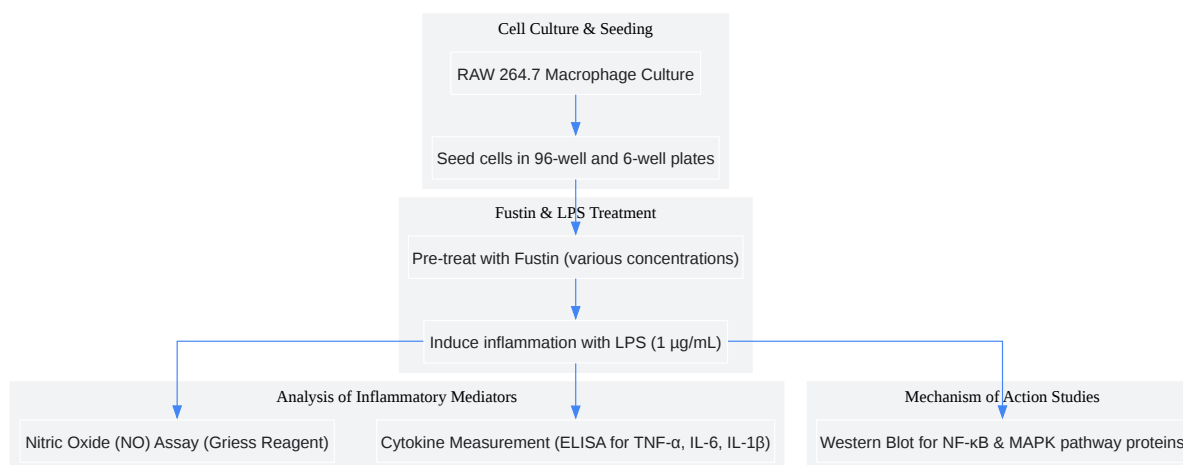 Cell Culture & Seeding
RAW 264.7 Macrophage Culture
Seed cells in 96-well and 6-well plates
Fustin & LPS Treatment
Pre-treat with Fustin (various concentrations)
Induce inflammation with LPS (1 µg/mL)
Analysis of Inflammatory Mediators
Nitric Oxide (NO) Assay (Griess Reagent)
Cytokine Measurement (ELISA for TNF-α, IL-6, IL-1β)
Mechanism of Action Studies
Western Blot for NF-κB & MAPK pathway proteins